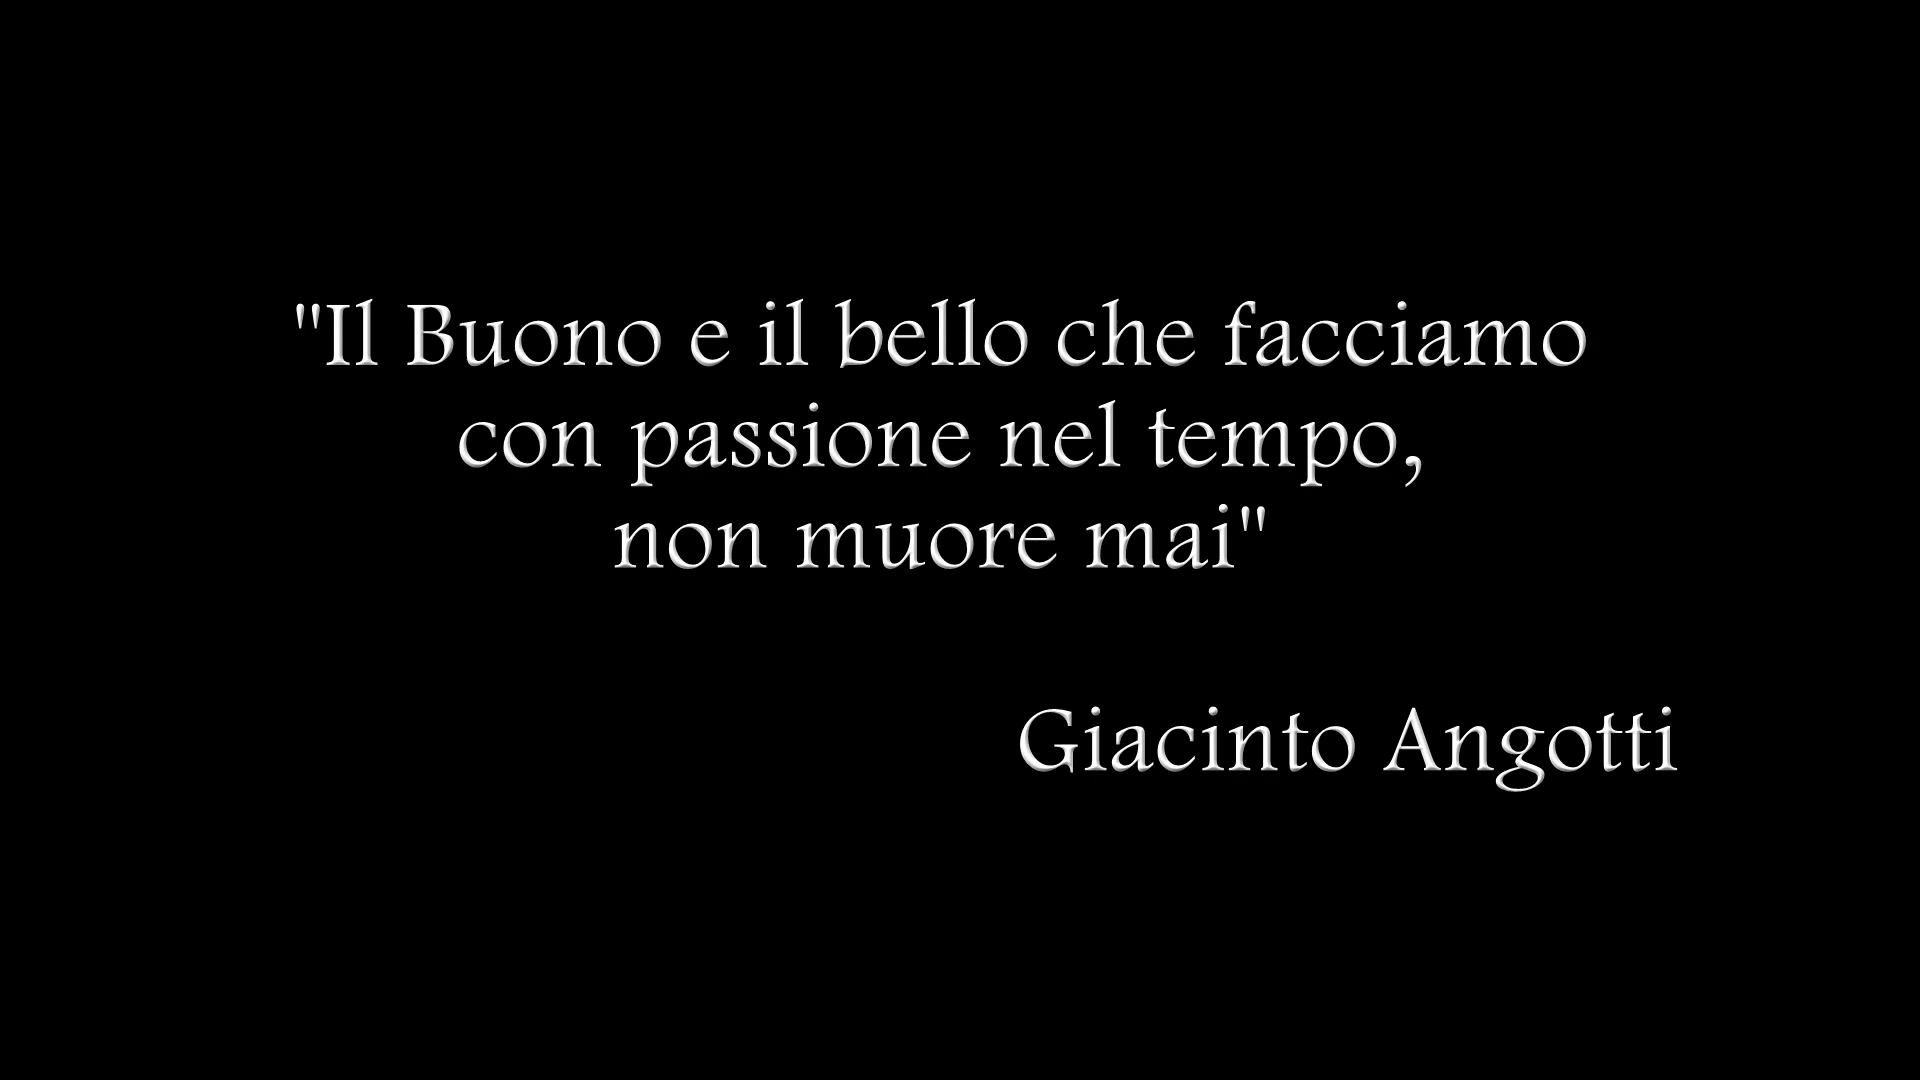 "Il Buono e il bello che facciamo
con passione nel tempo,
non muore mai"
Giacinto Angotti